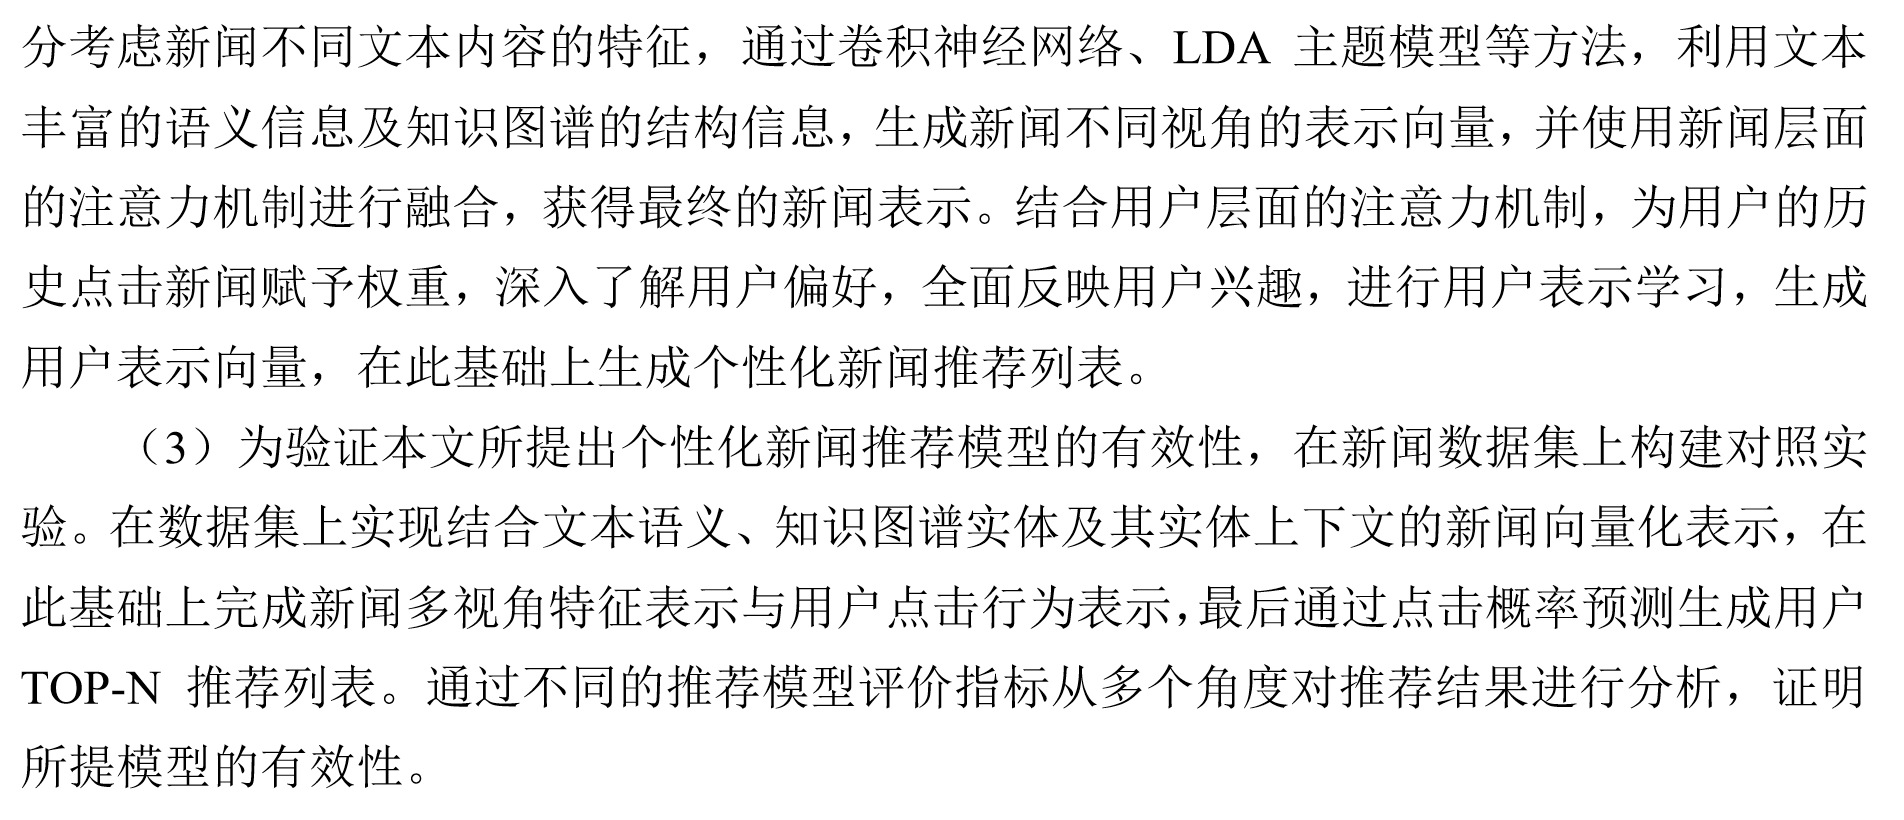 分考虑新闻不同文本内容的特征，通过卷积神经网络、LDA 主题模型等方法，利用文本
丰富的语义信息及知识图谱的结构信息，生成新闻不同视角的表示向量，并使用新闻层面
的注意力机制进行融合，获得最终的新闻表示。结合用户层面的注意力机制，为用户的历
史点击新闻赋予权重，深入了解用户偏好，全面反映用户兴趣，进行用户表示学习，生成
用户表示向量，在此基础上生成个性化新闻推荐列表。
（3）为验证本文所提出个性化新闻推荐模型的有效性，在新闻数据集上构建对照实
验。在数据集上实现结合文本语义、知识图谱实体及其实体上下文的新闻向量化表示，在
此基础上完成新闻多视角特征表示与用户点击行为表示，最后通过点击概率预测生成用户
TOP-N 推荐列表。通过不同的推荐模型评价指标从多个角度对推荐结果进行分析，证明
所提模型的有效性。